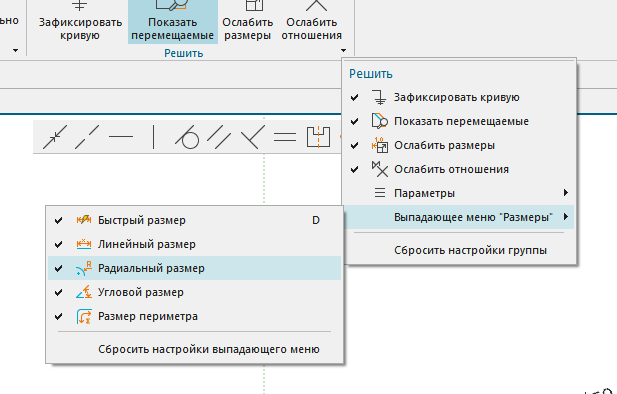 Зафиксировать кривую
Показать перемещаемые
Ослабить размеры
Ослабить отношения
Решить
Решить
Зафиксировать кривую
Показать перемещаемые
Ослабить размеры
Ослабить отношения
Параметры
Выпадающее меню "Размеры"
Сбросить настройки группы
Быстрый размер D
Линейный размер
Радиальный размер
Угловой размер
Размер периметра
Сбросить настройки выпадающего меню